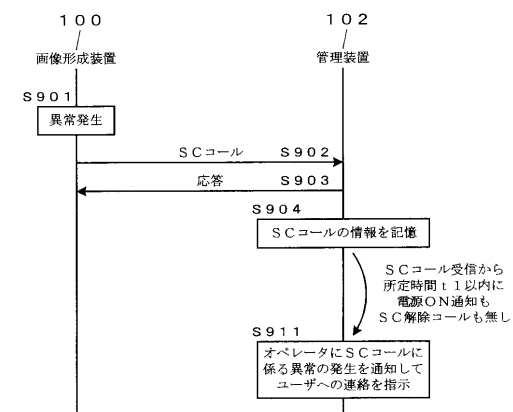 100
102
画像形成装置
管理装置
S901
異常発生
SCコール S902
応答 S903
S904
SCコールの情報を記憶
SCコール受信から
所定時間t1以内に
電源ON通知も
SC解除コールも無し
S911
オペレータにSCコールに
係る異常の発生を通知して
ユーザへの連絡を指示